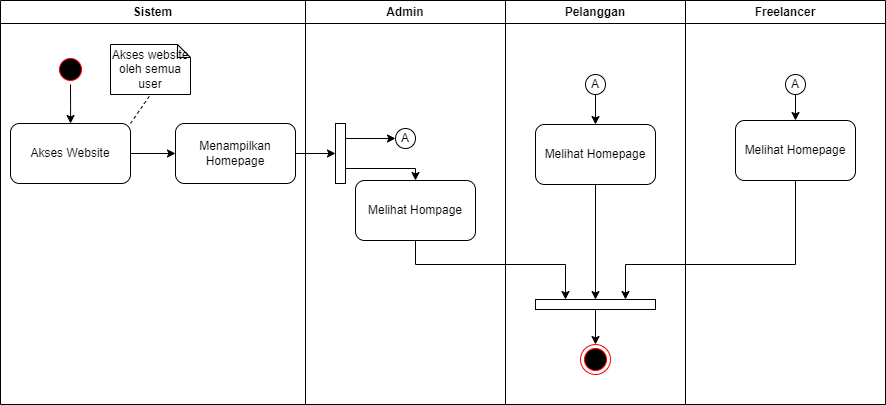 Sistem
Admin
Pelanggan
Freelancer
Akses website
oleh semua
user
A
A
Akses Website
Menampilkan
Homepage
A
Melihat Homepage
Melihat Homepage
Melihat Hompage